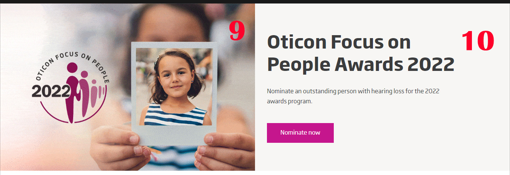 OTICON FOCUS ON PEOPLE
2022
9
10
Oticon Focus on
People Awards 2022
Nominate an outstanding person with hearing loss for the 2022
awards program.
Nominate now